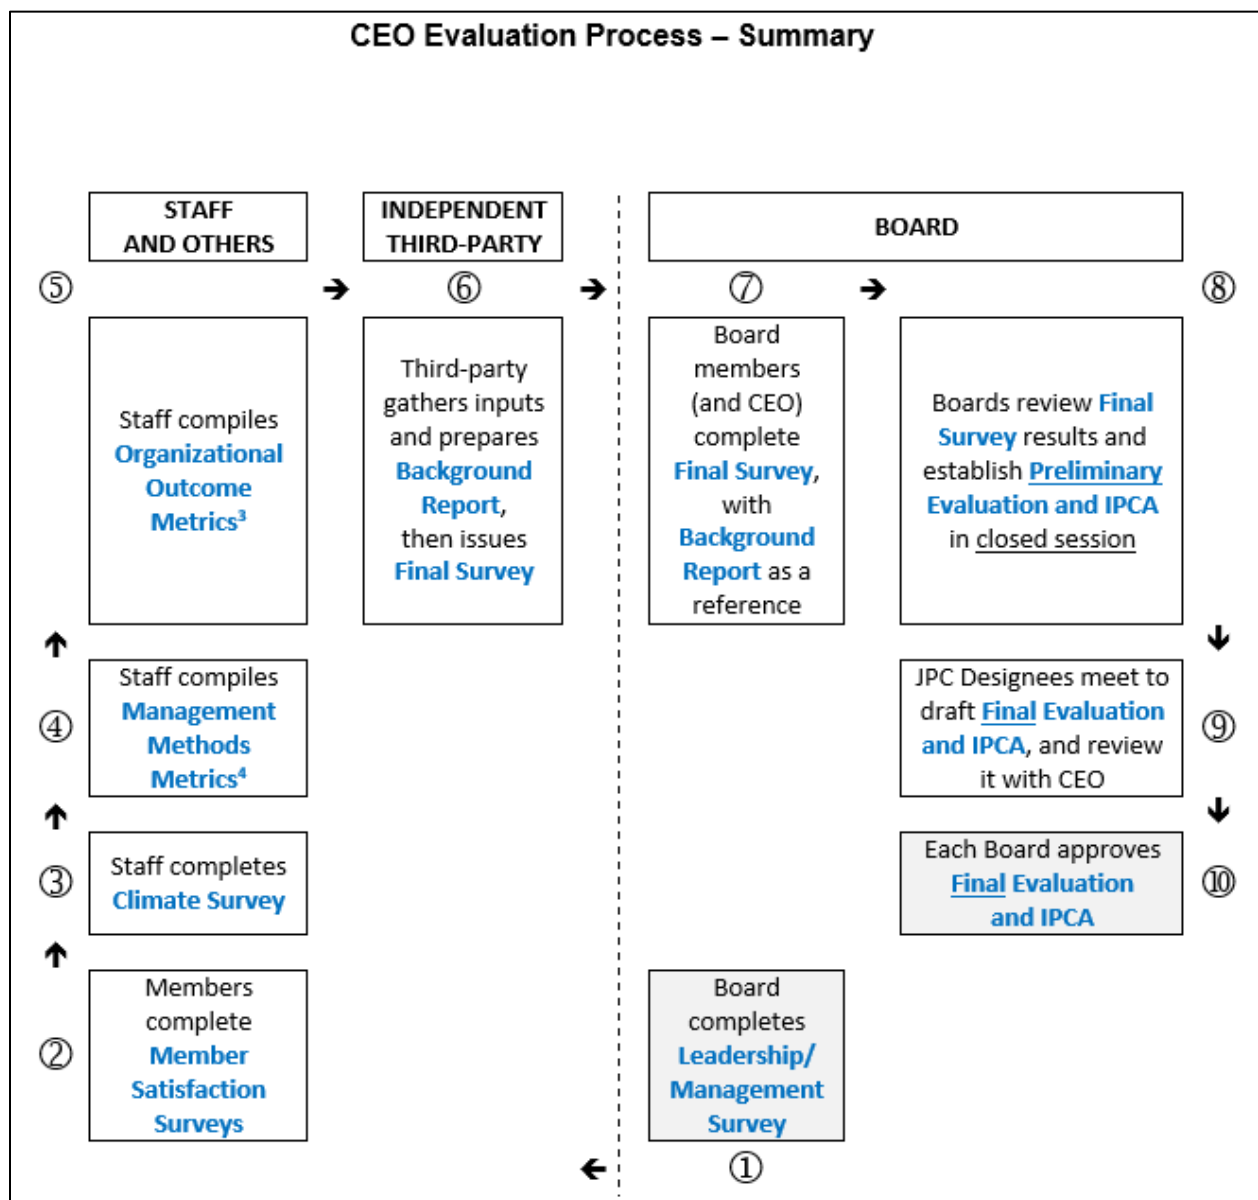 CEO Evaluation Process – Summary
STAFF
AND OTHERS
INDEPENDENT
THIRD-PARTY
BOARD
⑤
➔
⑥
➔
⑦
➔
⑧
Staff compiles
Organizational
Outcome
Metrics³
Third-party
gathers inputs
and prepares
Background
Report,
then issues
Final Survey
Board
members
(and CEO)
complete
Final Survey,
with
Background
Report as a
reference
Boards review Final
Survey results and
establish Preliminary
Evaluation and IPCA
in closed session
④
Staff compiles
Management
Methods
Metrics⁴
JPC Designees meet to
draft Final Evaluation
and IPCA, and review
it with CEO
⑨
③
Staff completes
Climate Survey
Each Board approves
Final Evaluation
and IPCA
⑩
②
Members
complete
Member
Satisfaction
Surveys
Board
completes
Leadership/
Management
Survey
①